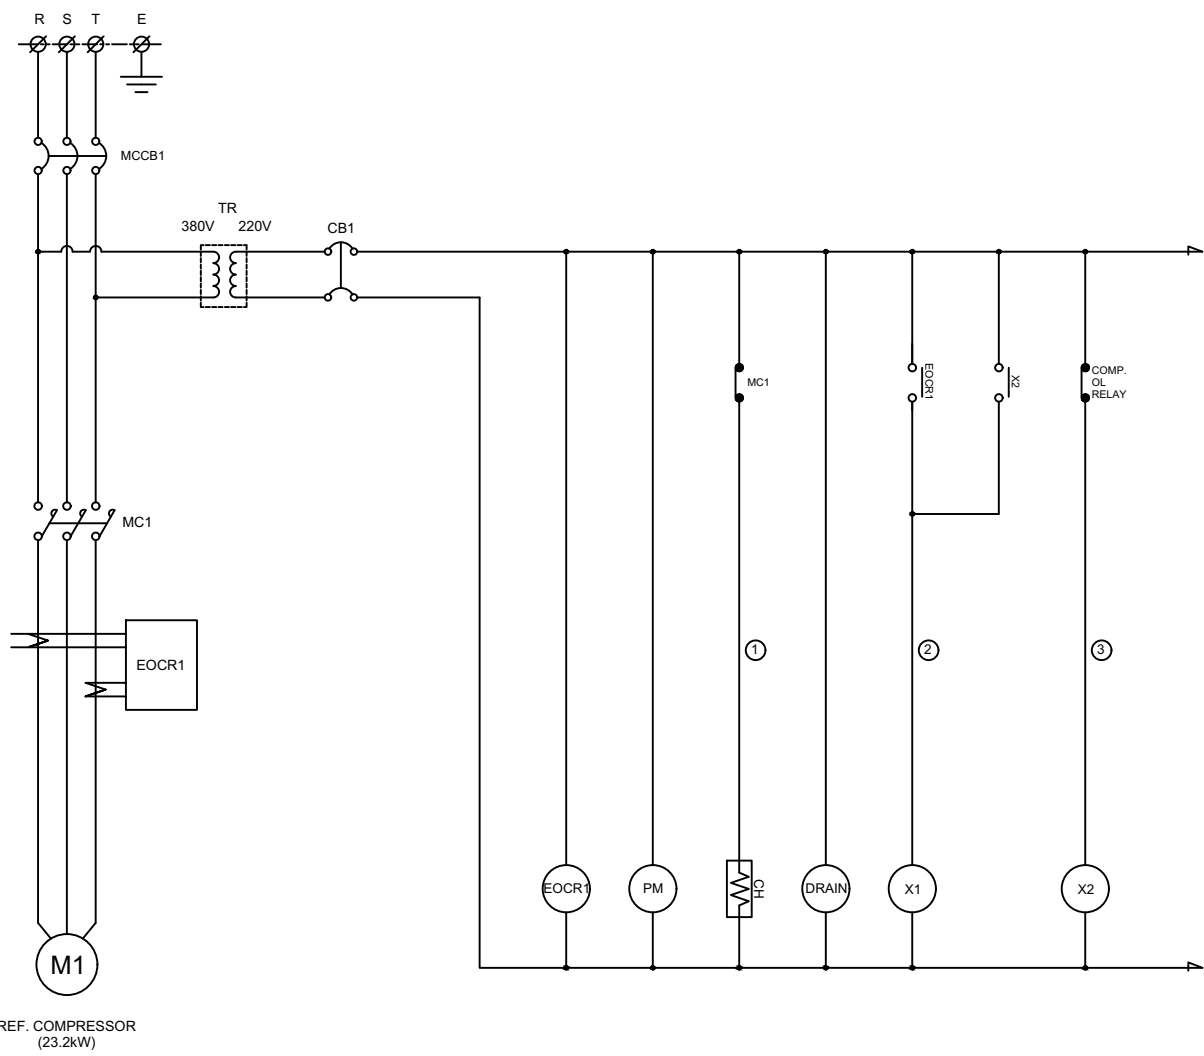 R S T E
MCCB1
TR
380V 220V
CB1
MC1
EOCR1
X2
COMP.
OL
RELAY
MC1
EOCR1
1
2
3
EOCR1
PM
CH
DRAIN
X1
X2
M1
REF. COMPRESSOR
(23.2kW)